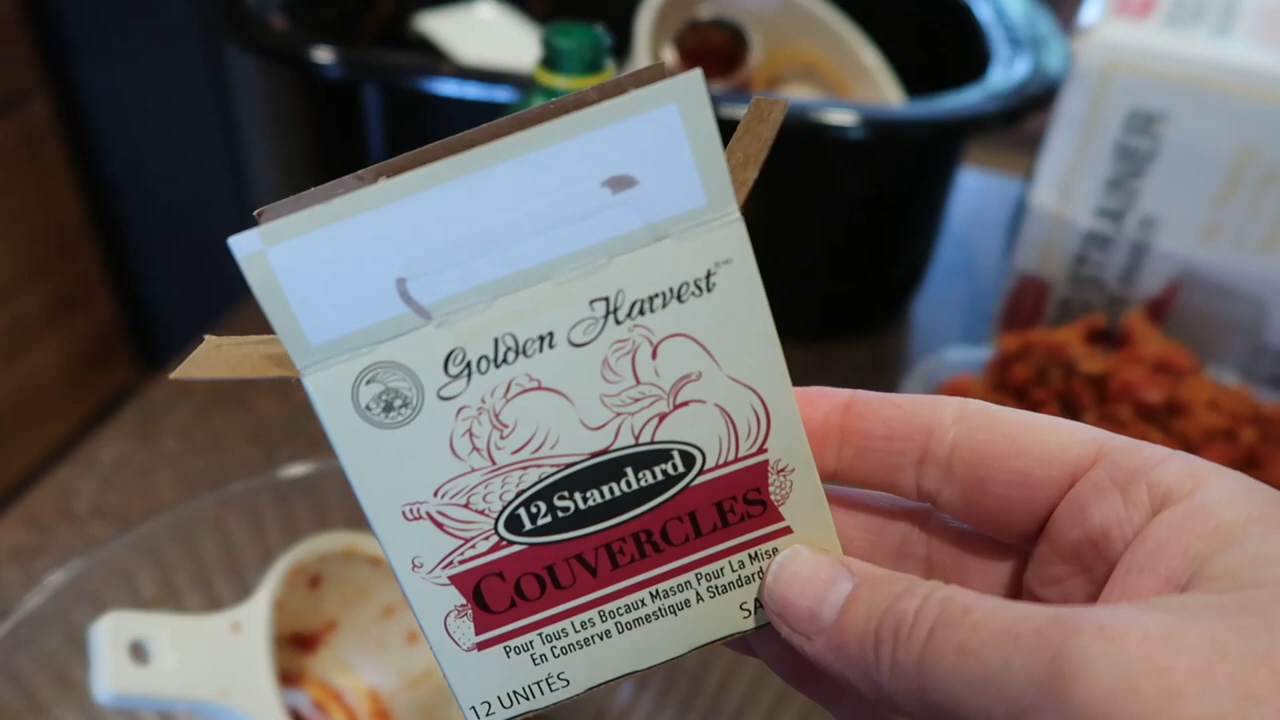 Golden Harvest™
12 Standard
COUVERCLES
Pour Tous Les Bocaux Mason Pour La Mise
En Conserve Domestique À Standard
12 UNITÉS
STRAINER